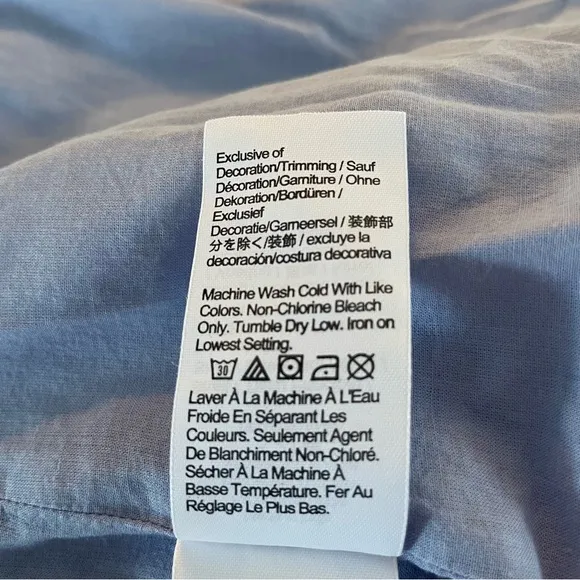 Exclusive of
Decoration/Trimming / Sauf
Décoration/Garniture / Ohne
Dekoration/Bordüren /
Exclusief
Decoratie/Garneersel / 装飾部
分を除く/装飾 / excluye la
decoración/costura decorativa
Machine Wash Cold With Like
Colors. Non-Chlorine Bleach
Only. Tumble Dry Low. Iron on
Lowest Setting.
30
Laver À La Machine À L'Eau
Froide En Séparant Les
Couleurs. Seulement Agent
De Blanchiment Non-Chloré.
Sécher À La Machine À
Basse Température. Fer Au
Réglage Le Plus Bas.